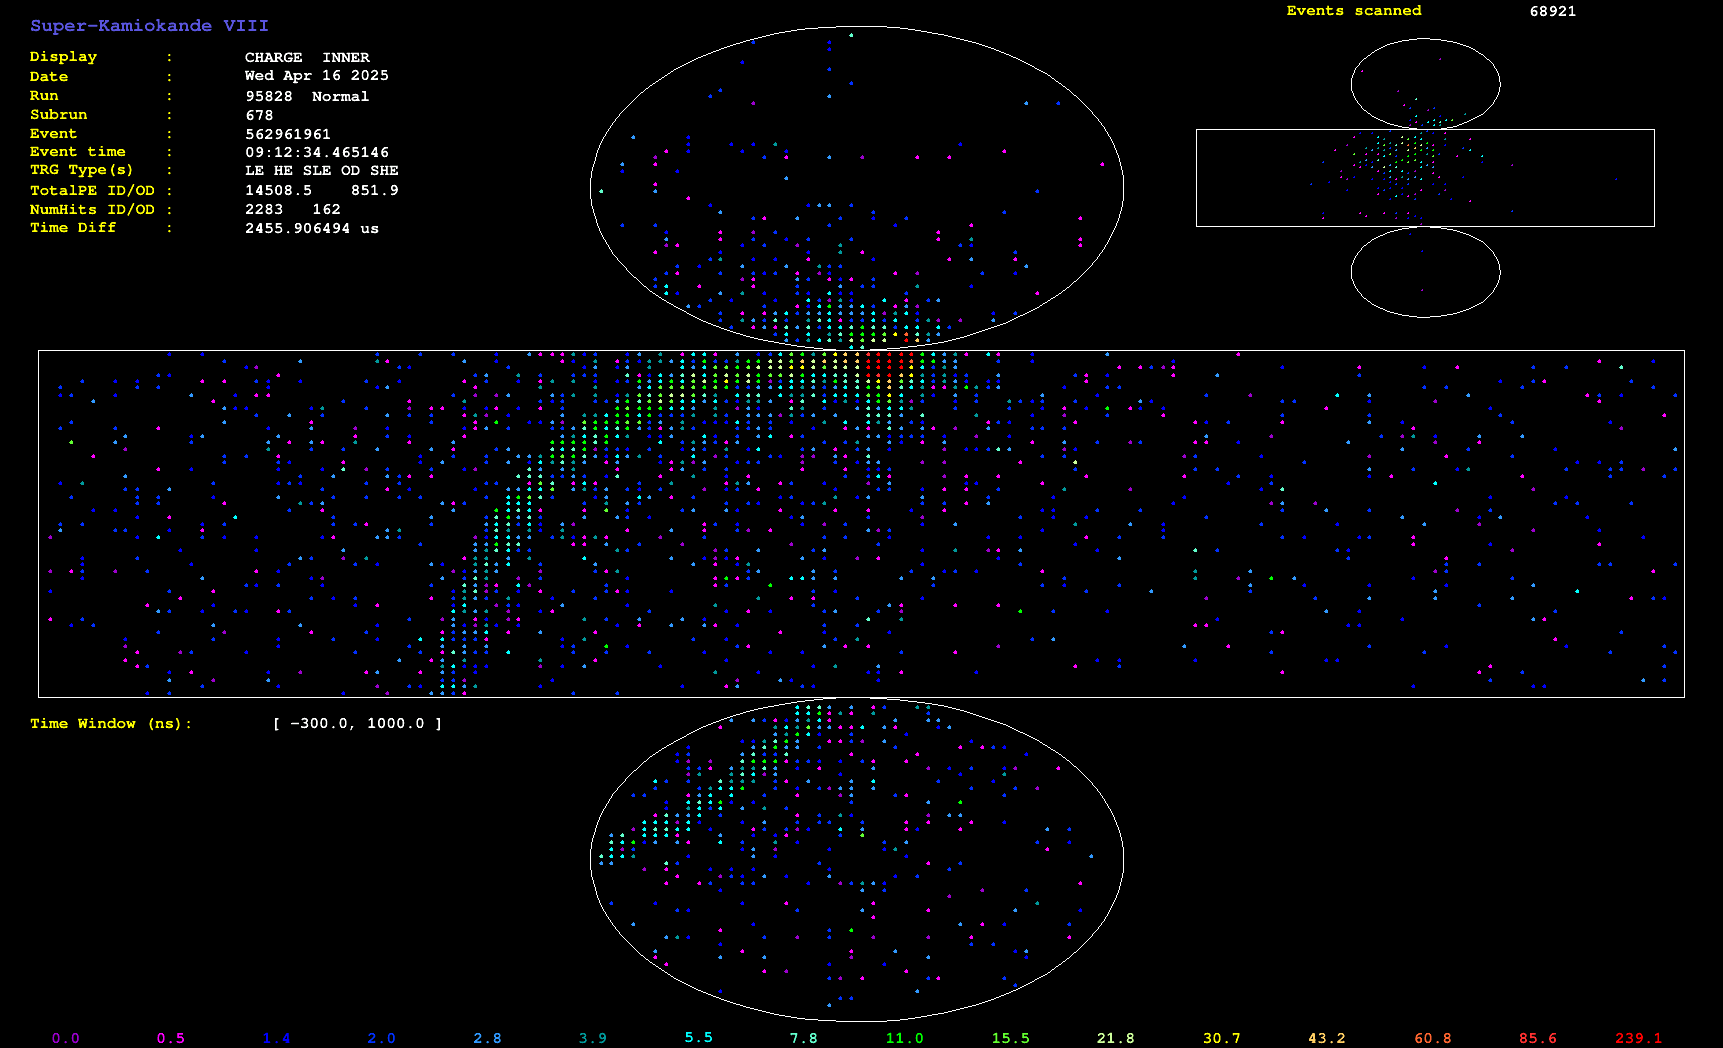 Super-Kamiokande VIII
Events scanned 68921
Display : CHARGE INNER
Date : Wed Apr 16 2025
Run : 95828 Normal
Subrun : 678
Event : 562961961
Event time : 09:12:34.465146
TRG Type(s) : LE HE SLE OD SHE
TotalPE ID/OD : 14508.5 851.9
NumHits ID/OD : 2283 162
Time Diff : 2455.906494 us
Time Window (ns): [ -300.0, 1000.0 ]
0.0 0.5 1.4 2.0 2.8 3.9 5.5 7.8 11.0 15.5 21.8 30.7 43.2 60.8 85.6 239.1